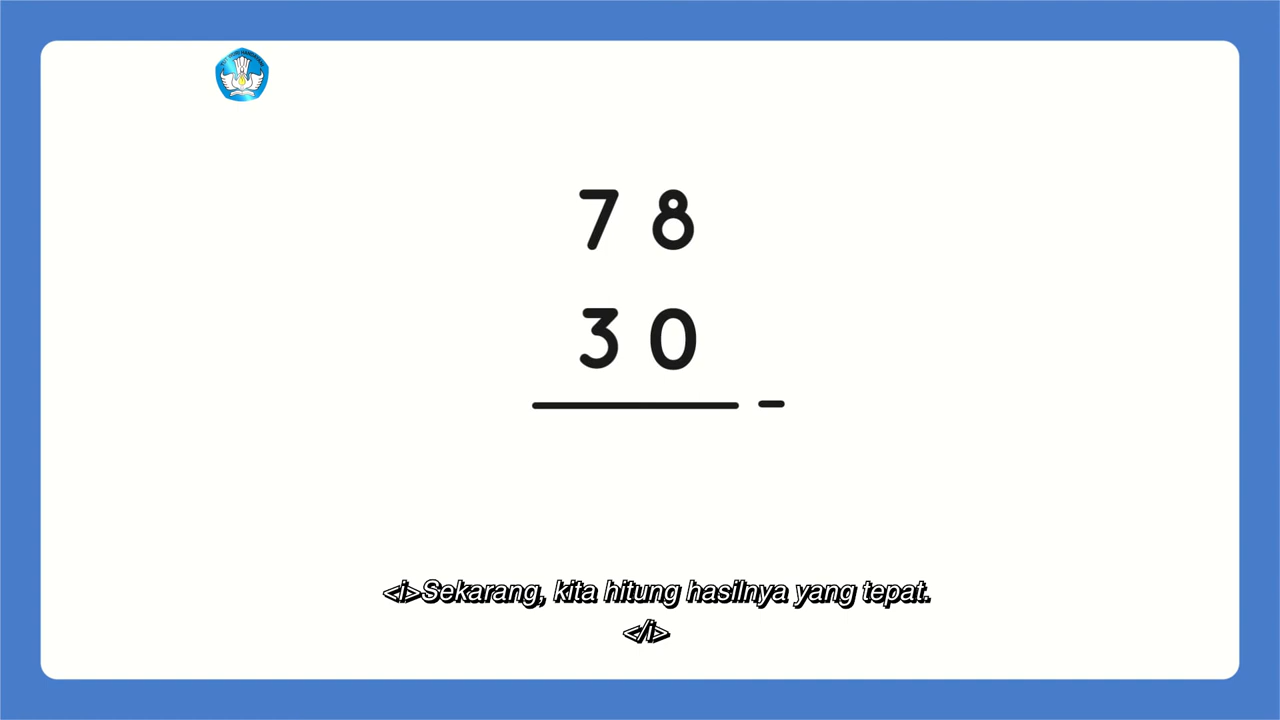 7 8
3 0
-
<i>Sekarang, kita hitung hasilnya yang tepat.
</i>